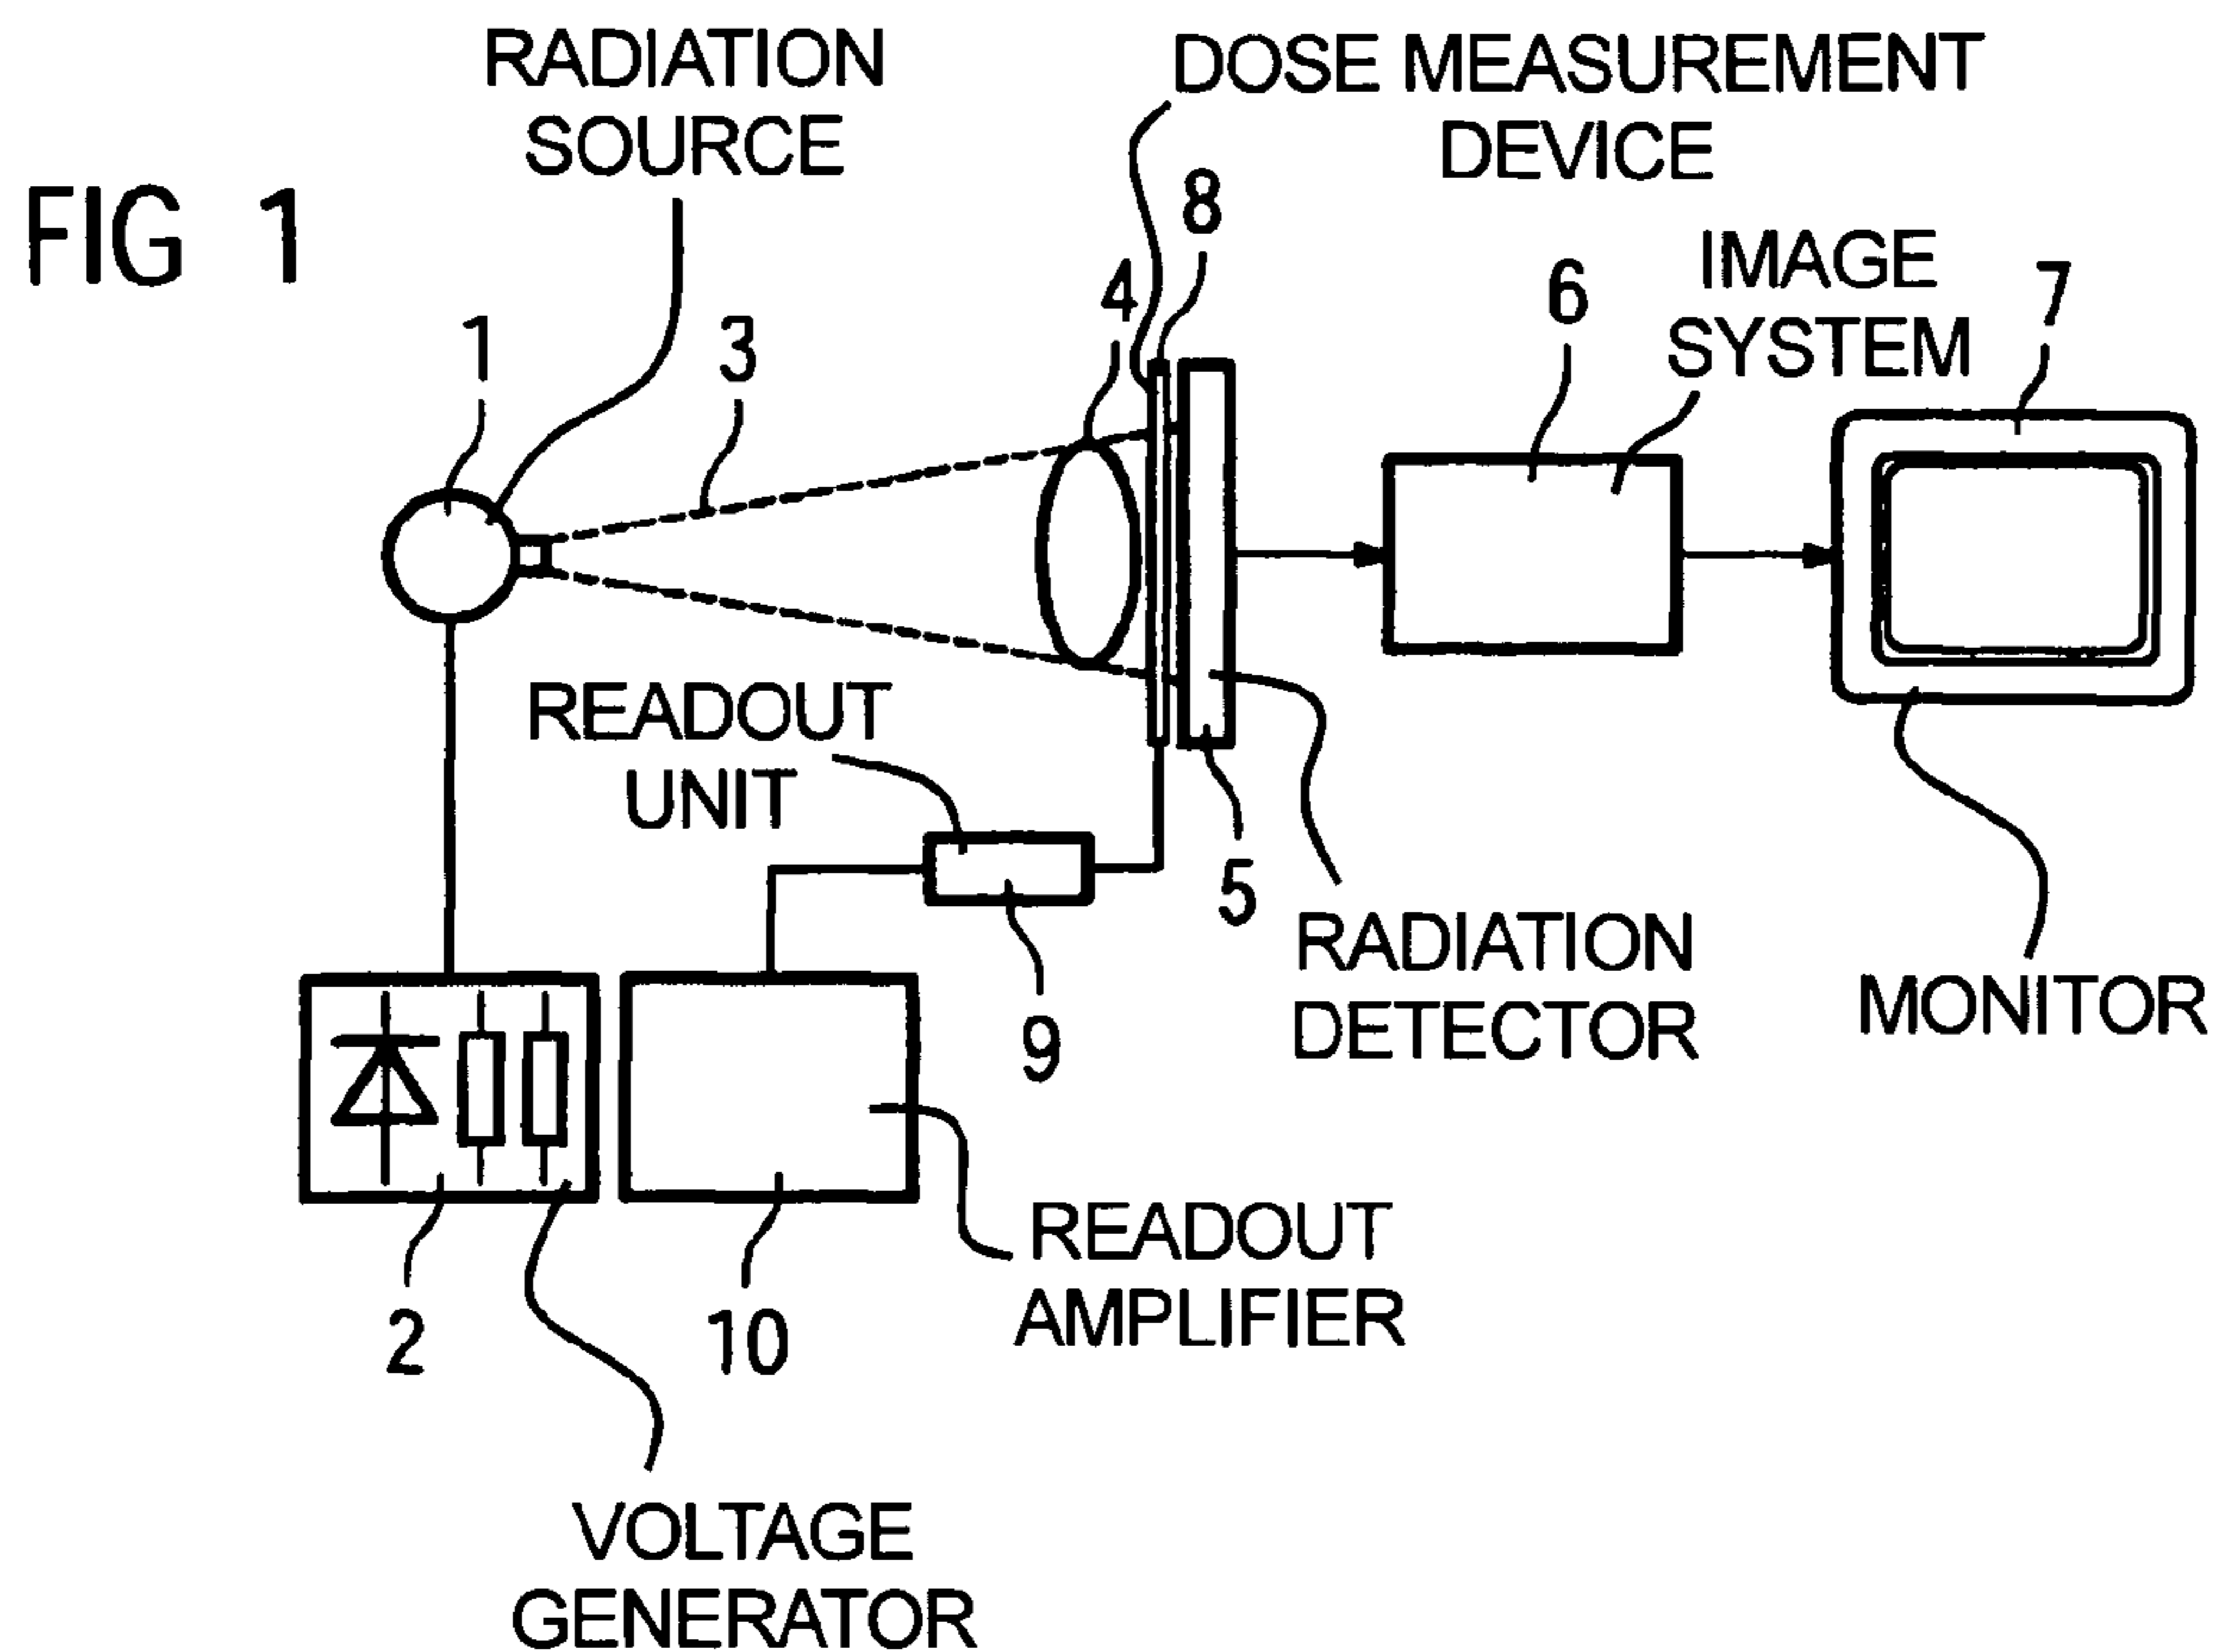 RADIATION
SOURCE
DOSE MEASUREMENT
DEVICE
FIG 1
8
4
6
IMAGE
SYSTEM
7
1
3
READOUT
UNIT
5
RADIATION
DETECTOR
MONITOR
9
READOUT
AMPLIFIER
2
10
VOLTAGE
GENERATOR